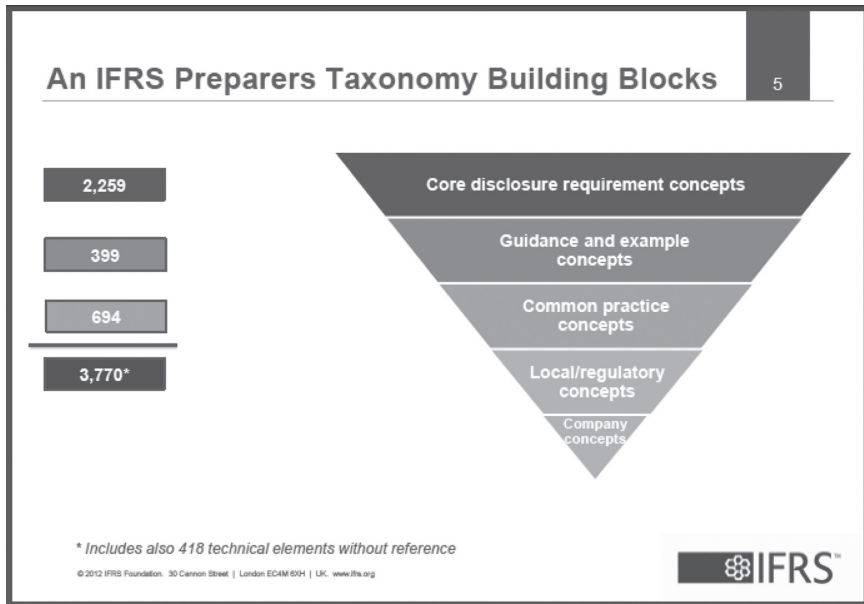 An IFRS Preparers Taxonomy Building Blocks
5
2,259
399
694
3,770*
Core disclosure requirement concepts
Guidance and example
concepts
Common practice
concepts
Local/regulatory
concepts
Company
concepts
* Includes also 418 technical elements without reference
© 2012 IFRS Foundation. 30 Cannon Street | London EC4M 6XH | UK. www.ifrs.org
IFRS™